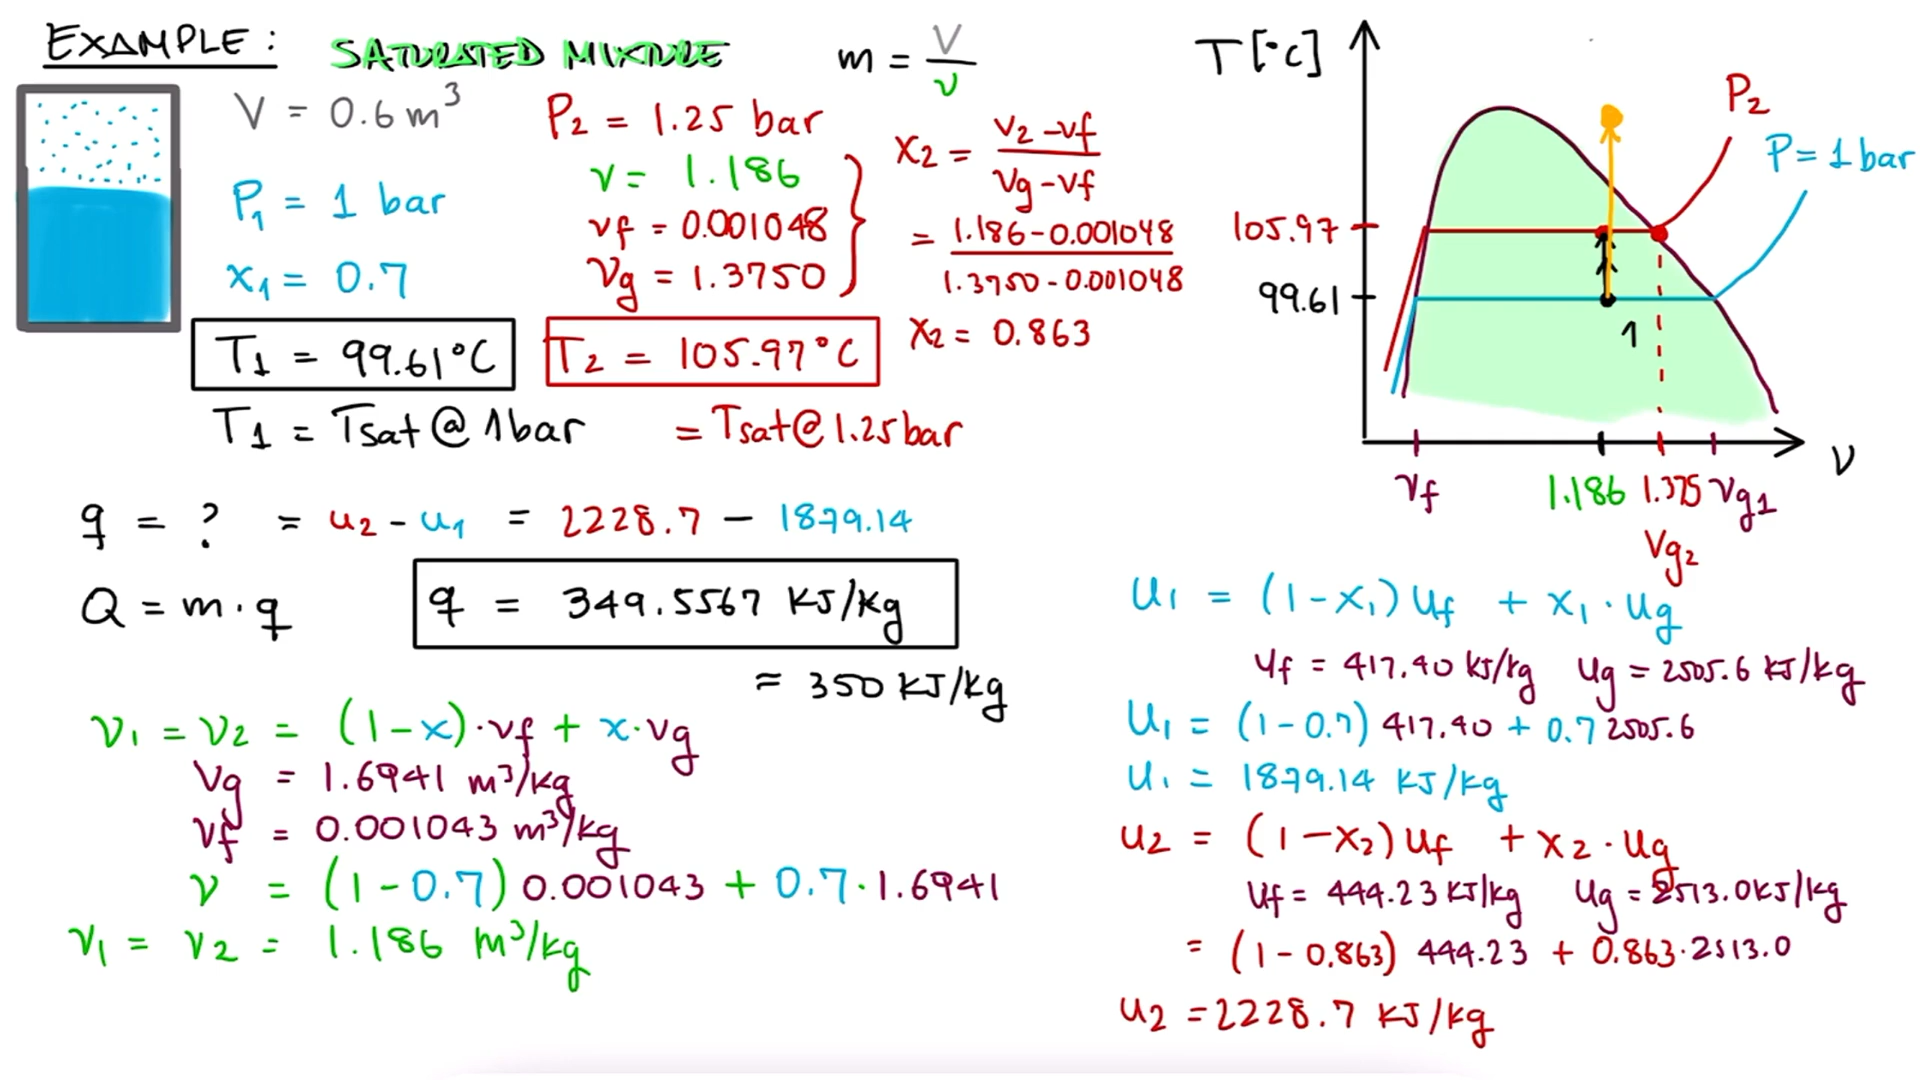 EXAMPLE:
SATURATED MIXTURE
V = 0.6 m³
P₁ = 1 bar
x₁ = 0.7
T₁ = 99.61°C
T₁ = Tsat @ 1bar
P₂ = 1.25 bar
v = 1.186
vf = 0.001048
vg = 1.3750
T₂ = 105.97°C
= Tsat @ 1.25bar
m = V/v
x₂ = (v₂ - vf)/(vg - vf)
= (1.186 - 0.001048)/(1.3750 - 0.001048)
x₂ = 0.863
T[°C]
P₂
P = 1 bar
105.97
99.61
1
v
vf 1.186 1.375 vg1
vg₂
q = ? = u₂ - u₁ = 2228.7 - 1879.14
Q = m · q
q = 349.5567 KJ/kg
≈ 350 KJ/kg
v₁ = v₂ = (1-x)·vf + x·vg
vg = 1.6941 m³/kg
vf = 0.001043 m³/kg
v = (1-0.7) 0.001043 + 0.7·1.6941
v₁ = v₂ = 1.186 m³/kg
u₁ = (1-x₁) uf + x₁·ug
uf = 417.40 kJ/kg ug = 2505.6 kJ/kg
u₁ = (1-0.7) 417.40 + 0.7 2505.6
u₁ = 1879.14 KJ/kg
u₂ = (1-x₂) uf + x₂·ug
uf = 444.23 KJ/kg ug = 2513.0 KJ/kg
= (1-0.863) 444.23 + 0.863·2513.0
u₂ = 2228.7 KJ/kg